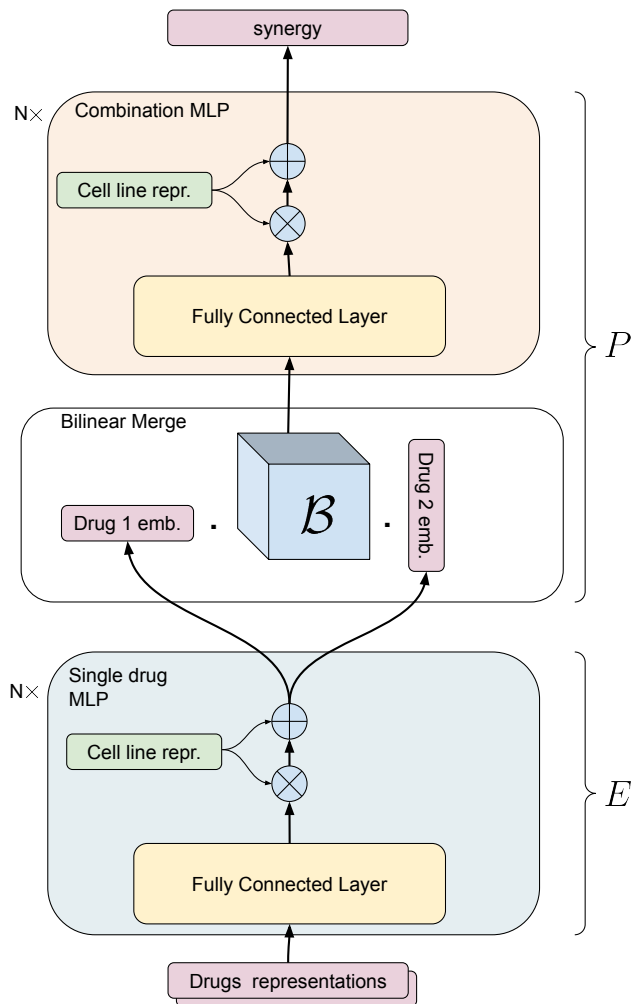 synergy
N×
Combination MLP
Cell line repr.
Fully Connected Layer
P
Bilinear Merge
Drug 1 emb.
.
ℬ
.
Drug 2 emb.
N×
Single drug
MLP
Cell line repr.
Fully Connected Layer
E
Drugs representations